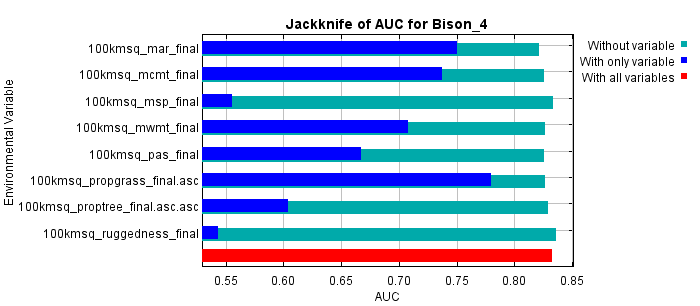 Jackknife of AUC for Bison_4
Environmental Variable
100kmsq_mar_final
100kmsq_mcmt_final
100kmsq_msp_final
100kmsq_mwmt_final
100kmsq_pas_final
100kmsq_propgrass_final.asc
100kmsq_proptree_final.asc.asc
100kmsq_ruggedness_final
Without variable
With only variable
With all variables
0.55 0.60 0.65 0.70 0.75 0.80 0.85
AUC